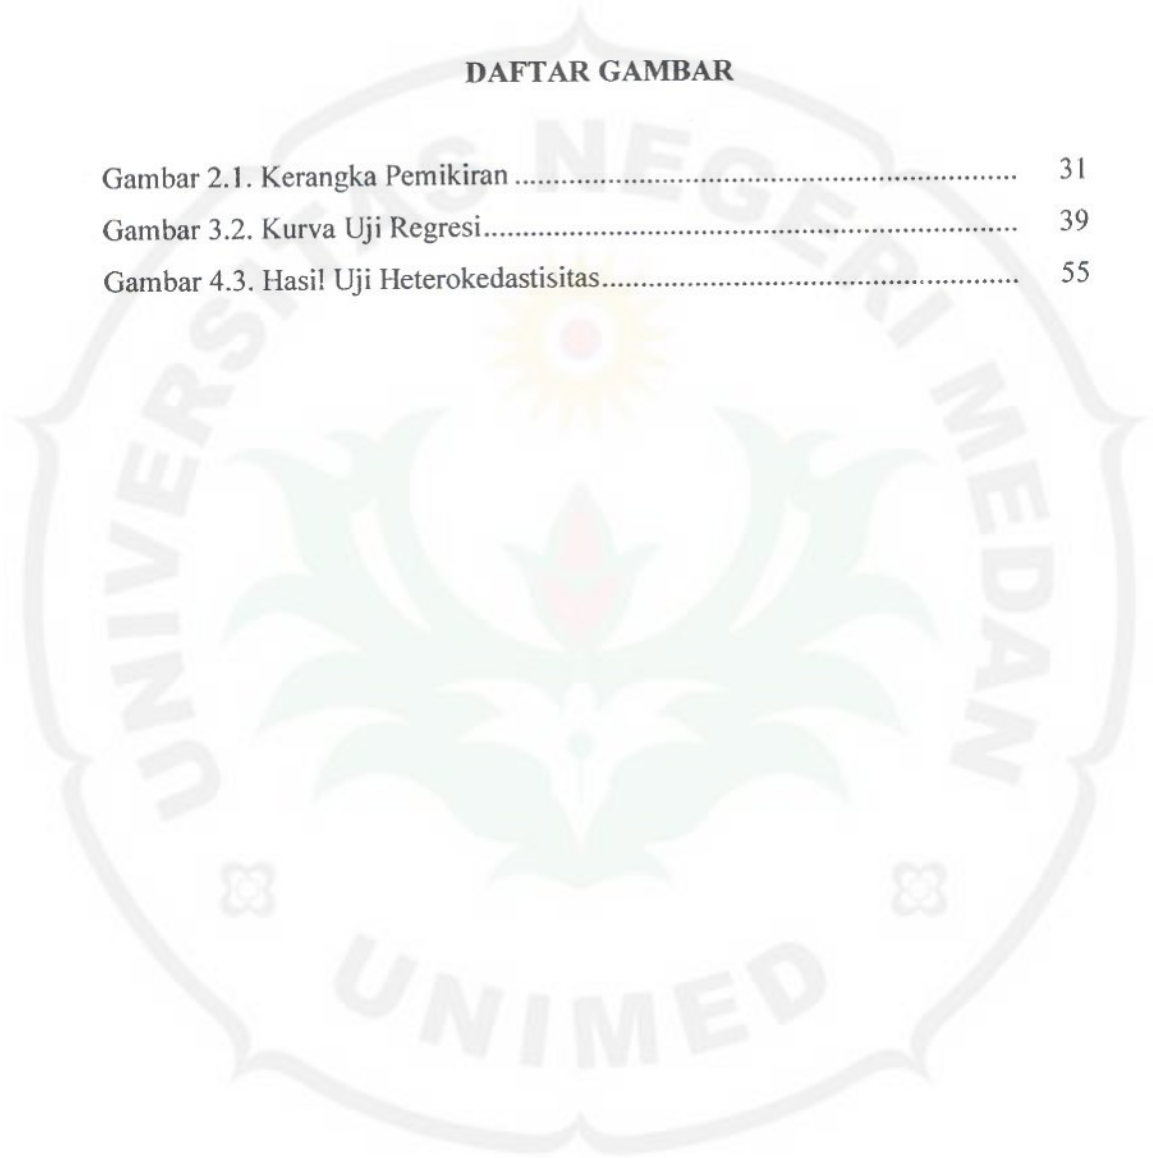 DAFTAR GAMBAR
Gambar 2.1. Kerangka Pemikiran ................................................................ 31
Gambar 3.2. Kurva Uji Regresi.................................................................... 39
Gambar 4.3. Hasil Uji Heterokedastisitas..................................................... 55
UNIVERSITAS NEGERI MEDAN
UNIMED